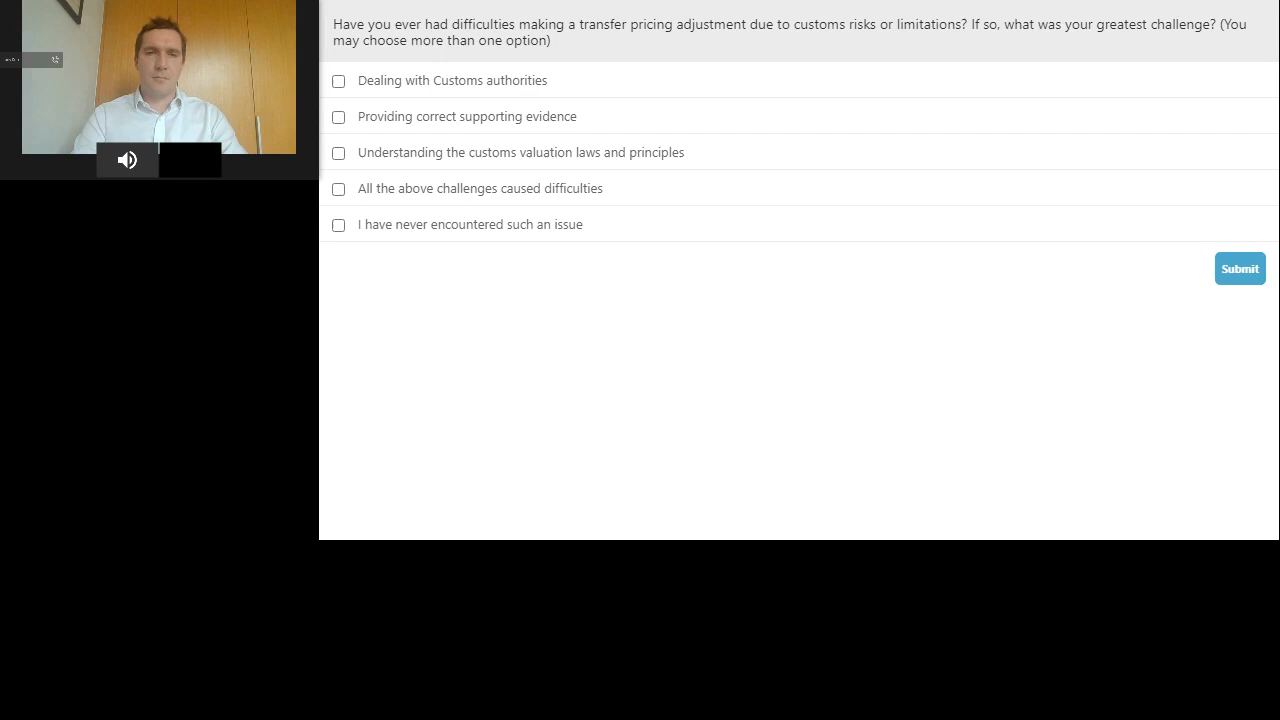 Have you ever had difficulties making a transfer pricing adjustment due to customs risks or limitations? If so, what was your greatest challenge? (You
may choose more than one option)
Dealing with Customs authorities
Providing correct supporting evidence
Understanding the customs valuation laws and principles
All the above challenges caused difficulties
I have never encountered such an issue
Submit